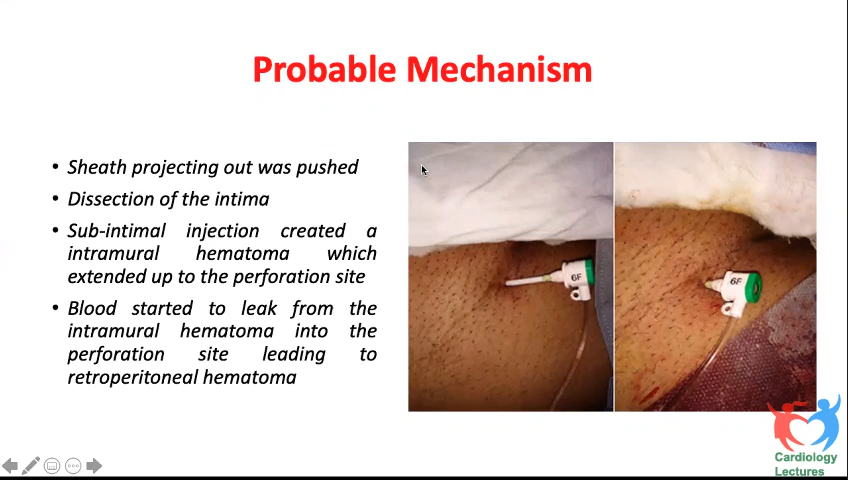 Probable Mechanism
• Sheath projecting out was pushed
• Dissection of the intima
• Sub-intimal injection created a
intramural hematoma which
extended up to the perforation site
• Blood started to leak from the
intramural hematoma into the
perforation site leading to
retroperitoneal hematoma
6F
6F
Cardiology
Lectures